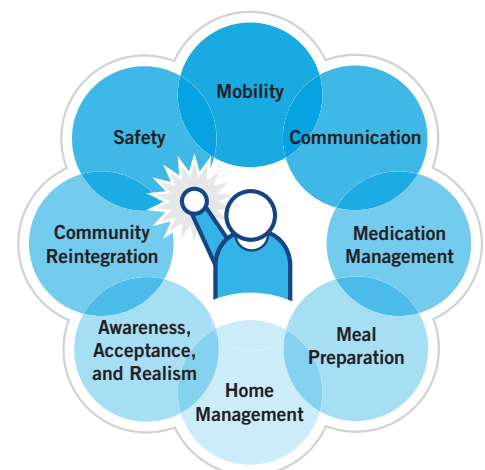 Mobility
Communication
Medication
Management
Meal
Preparation
Home
Management
Awareness,
Acceptance,
and Realism
Community
Reintegration
Safety